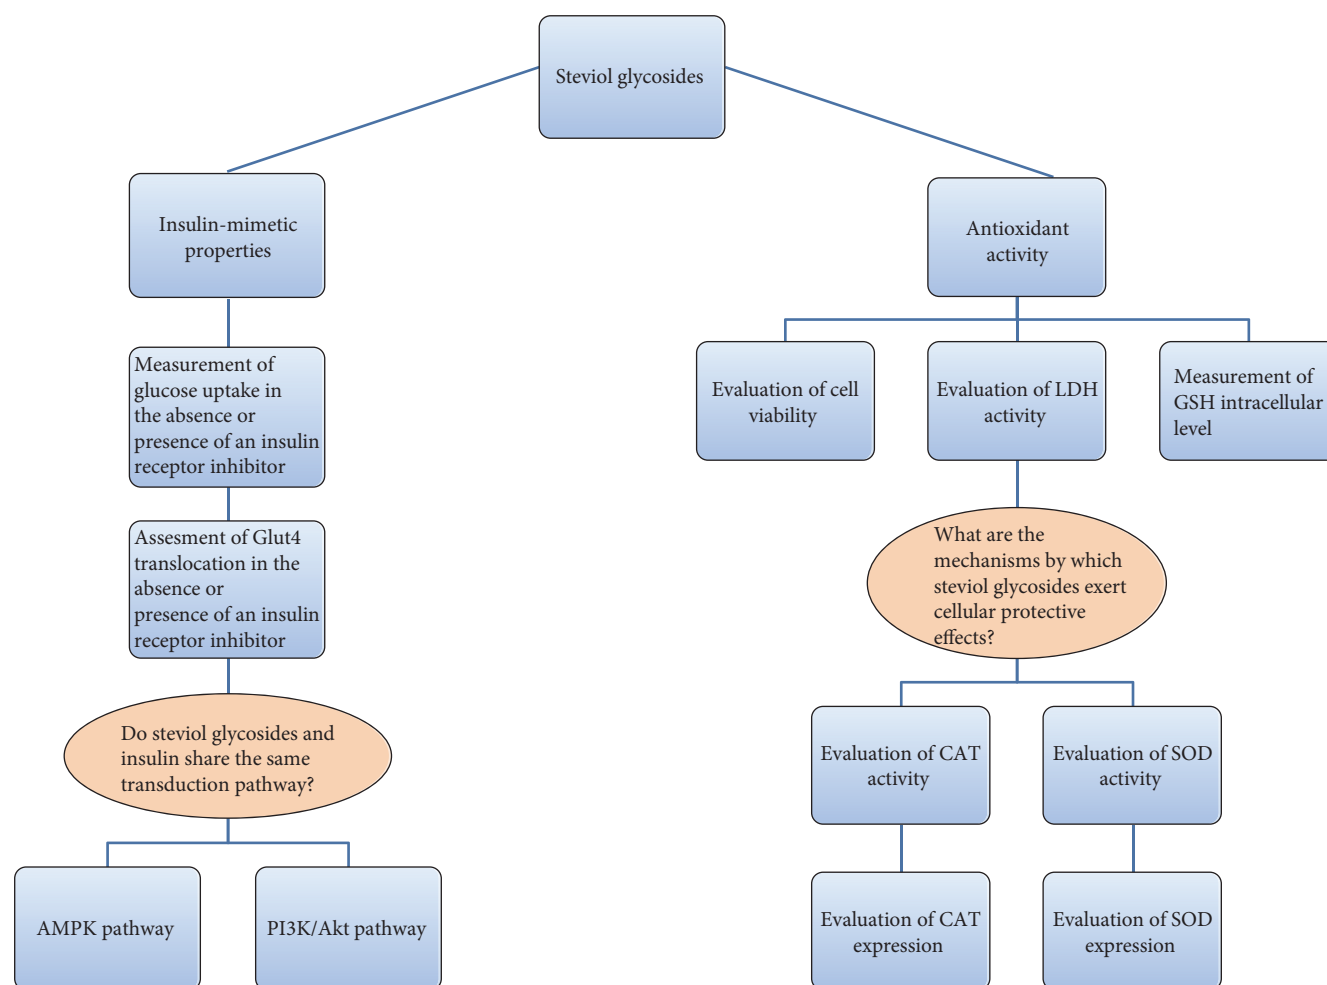 Steviol glycosides
Insulin-mimetic
properties
Antioxidant
activity
Measurement of
glucose uptake in
the absence or
presence of an insulin
receptor inhibitor
Evaluation of cell
viability
Evaluation of LDH
activity
Measurement of
GSH intracellular
level
Assesment of Glut4
translocation in the
absence or
presence of an insulin
receptor inhibitor
What are the
mechanisms by which
steviol glycosides exert
cellular protective
effects?
Do steviol glycosides and
insulin share the same
transduction pathway?
Evaluation of CAT
activity
Evaluation of SOD
activity
AMPK pathway
PI3K/Akt pathway
Evaluation of CAT
expression
Evaluation of SOD
expression